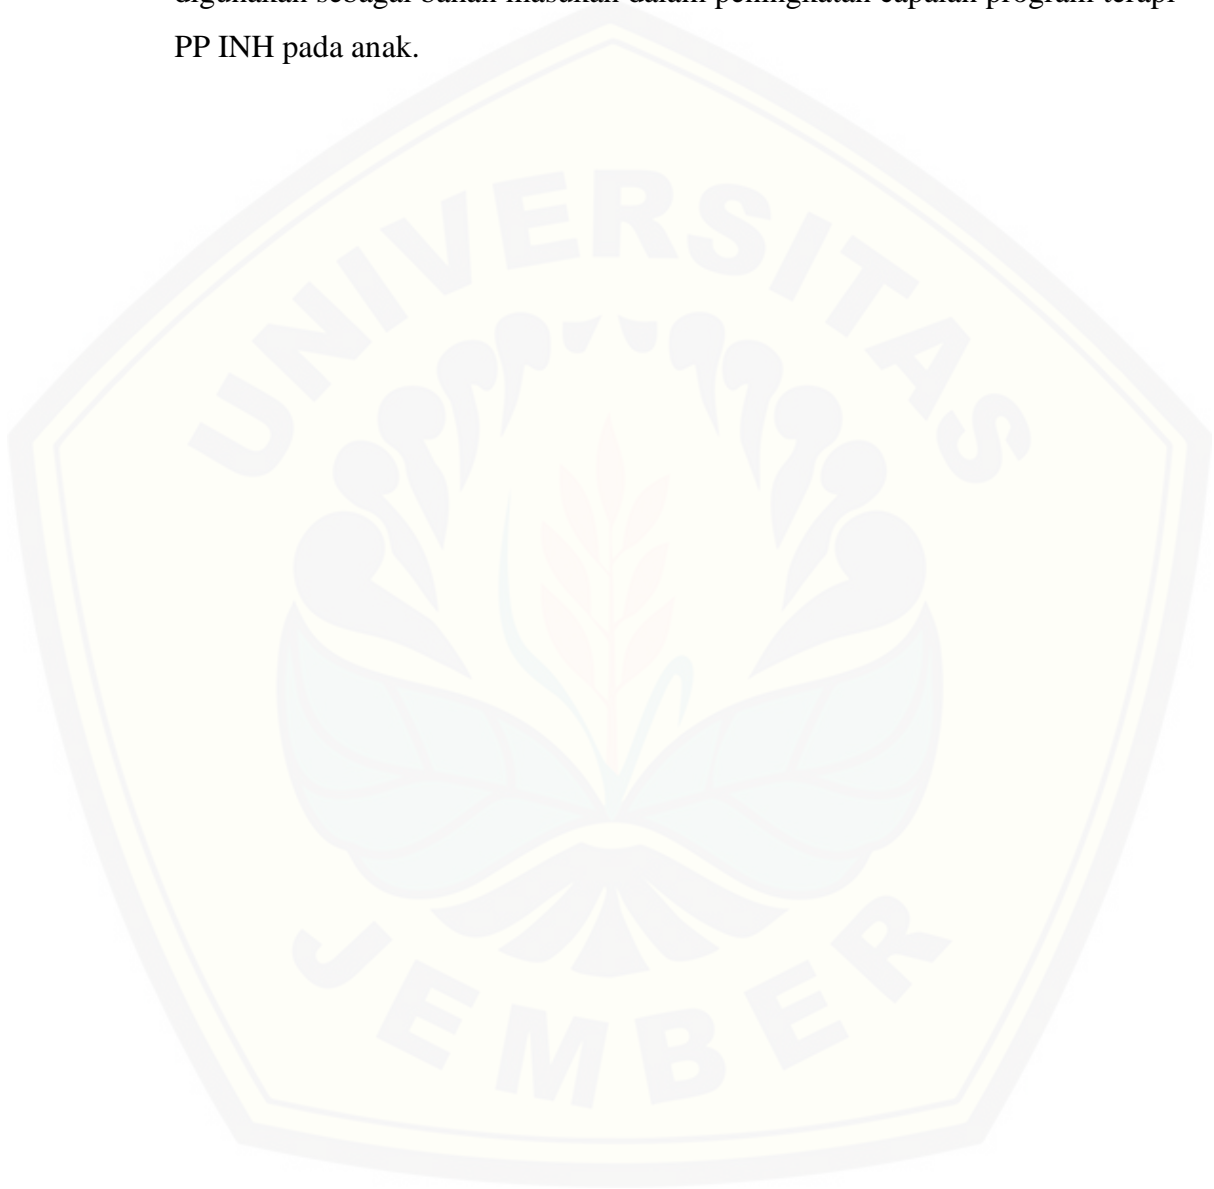 digunakan sebagai bahan masukan dalam peningkatan capaian program terapi
PP INH pada anak.
UNIVERSITAS
JEMBER